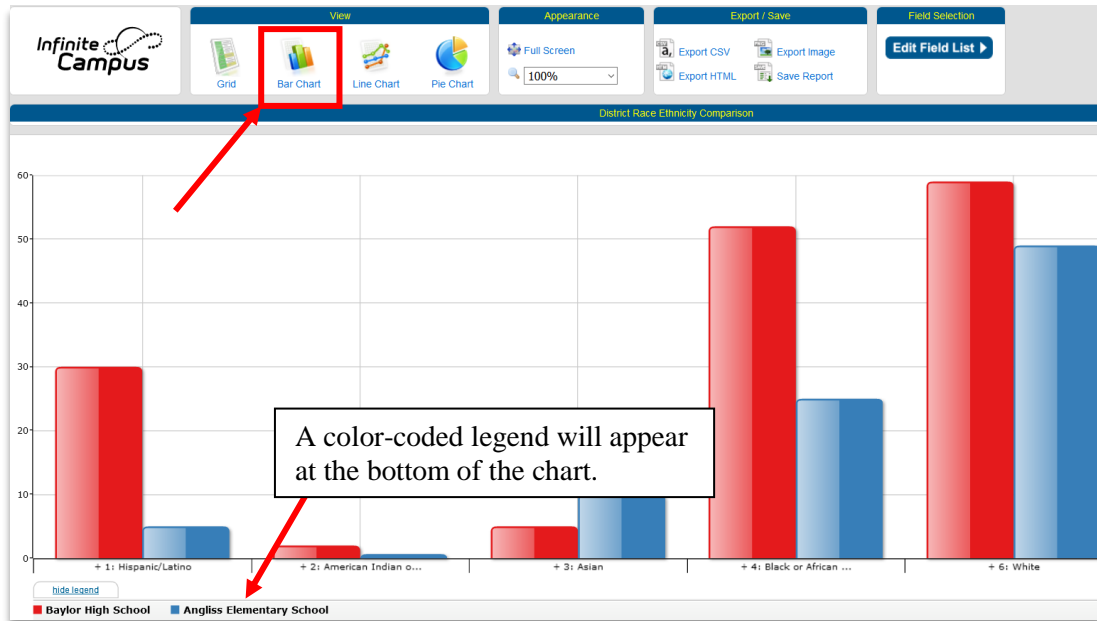 Infinite
Campus
View
Grid
Bar Chart
Line Chart
Pie Chart
Appearance
Full Screen
100%
Export / Save
a,
Export CSV
Export Image
Export HTML
Save Report
Field Selection
Edit Field List
District Race Ethnicity Comparison
60
50
40
30
20
10
0
A color-coded legend will appear
at the bottom of the chart.
+ 1: Hispanic/Latino
+ 2: American Indian o...
+ 3: Asian
+ 4: Black or African ...
+ 6: White
hide legend
Baylor High School
Angliss Elementary School